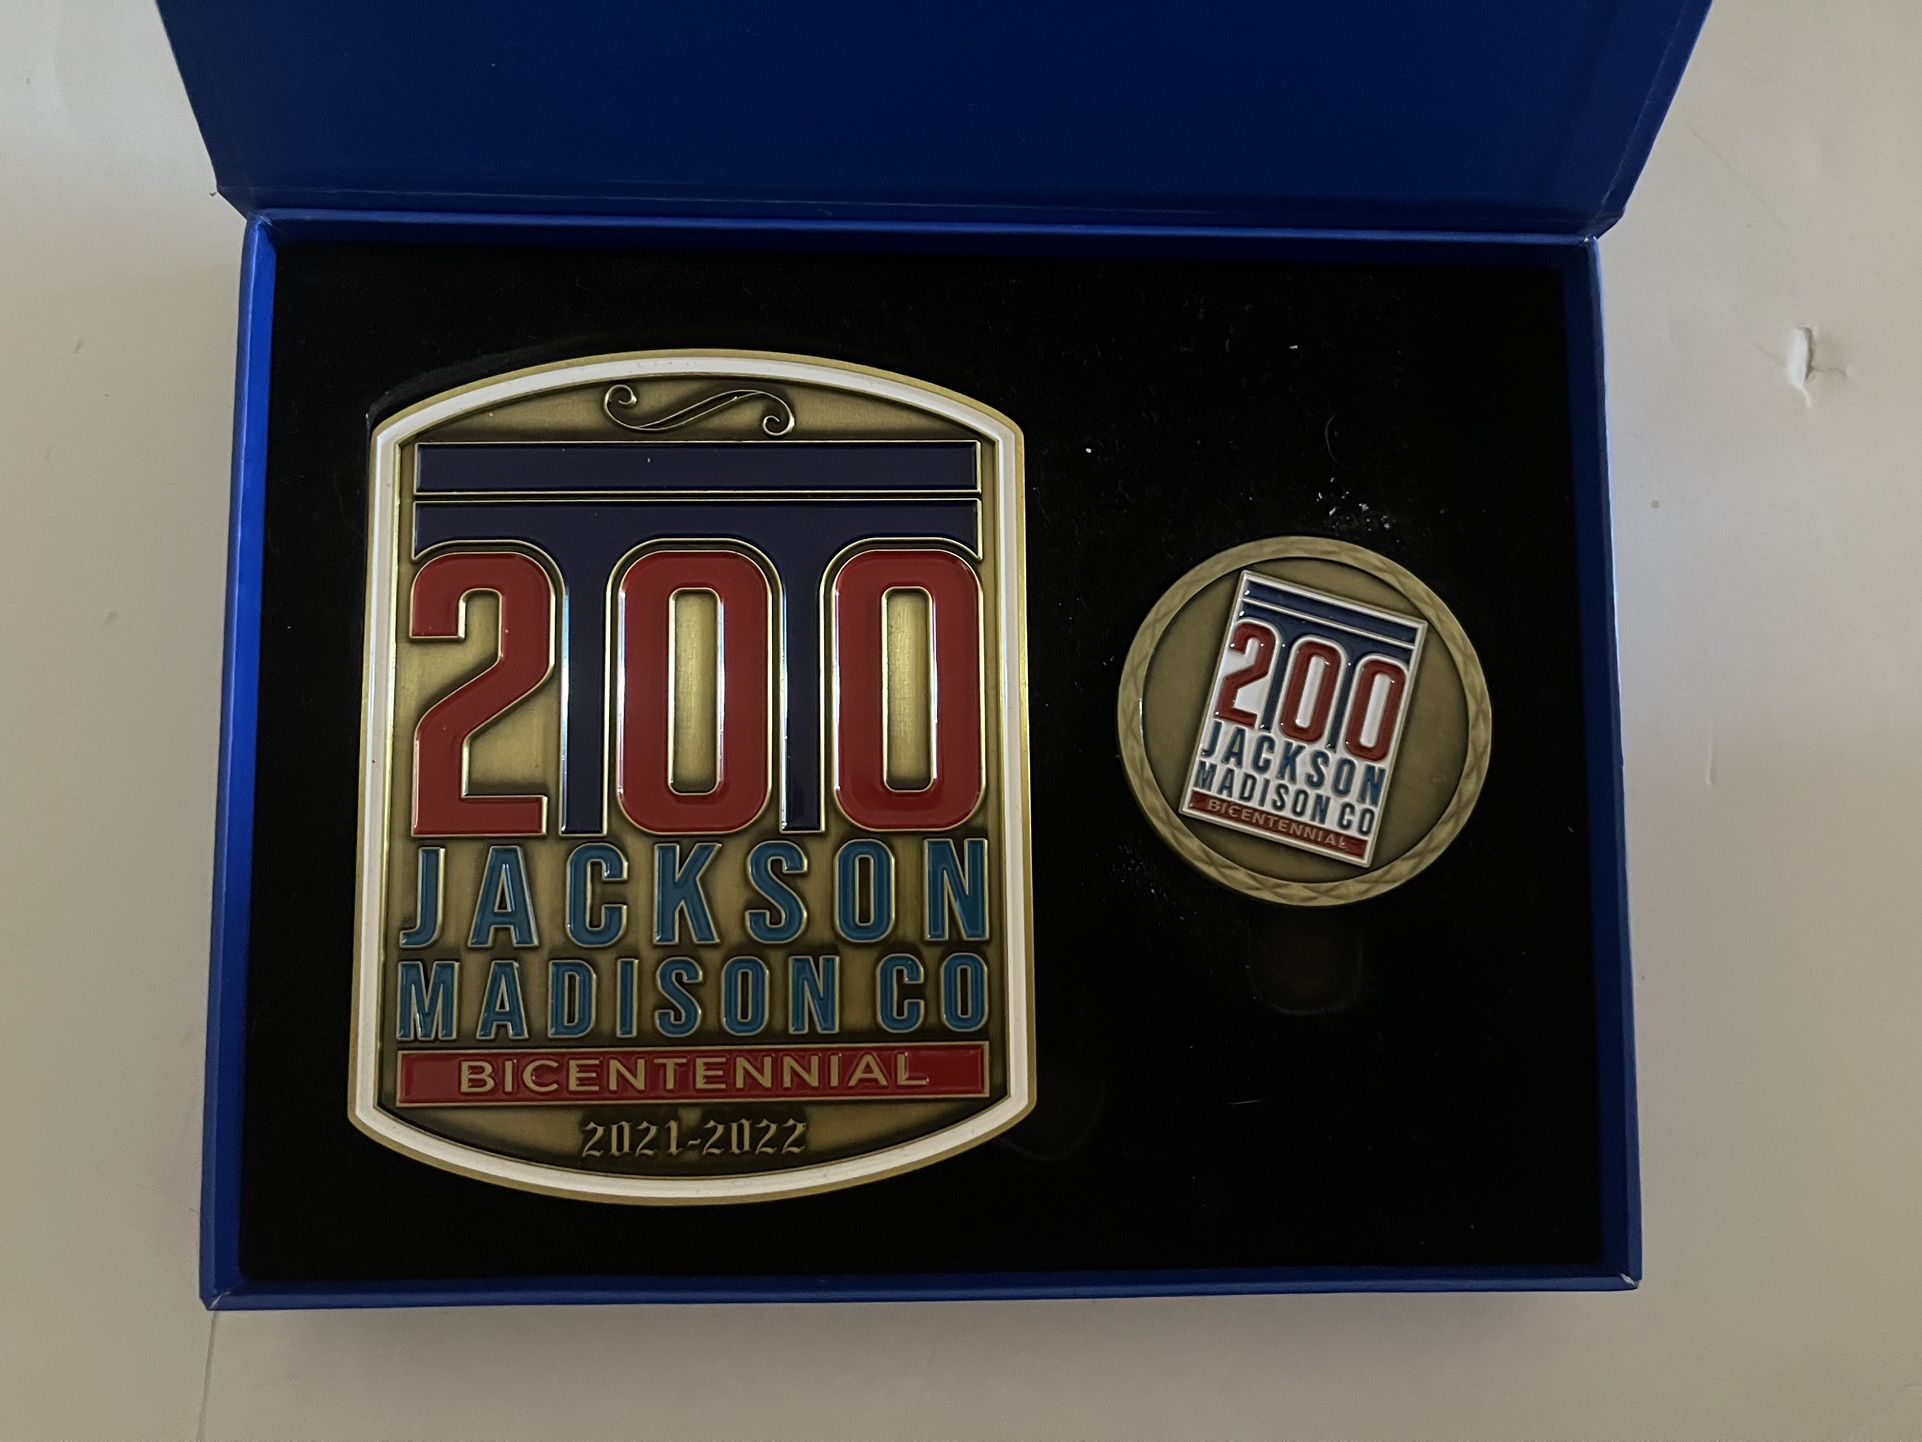 200
JACKSON
MADISON CO
BICENTENNIAL
2021-2022
200
JACKSON
MADISON CO
BICENTENNIAL